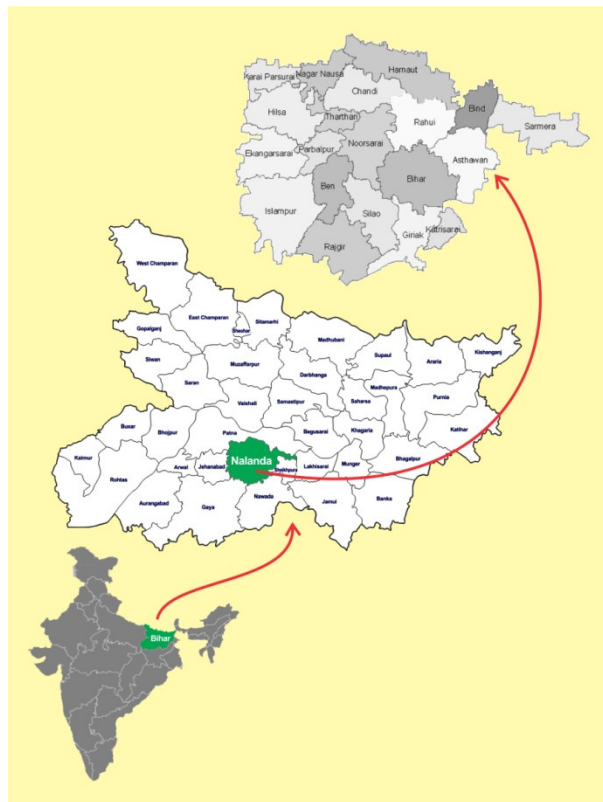 Karai Parsurai
Nagar Nausa
Harnaut
Chandi
Hilsa
Tharthari
Rahui
Bind
Sarmera
Ekangarsarai
Parbalpur
Noorsarai
Asthawan
Ben
Bihar
Islampur
Silao
Giriak
Katrisarai
Rajgir
West Champaran
East Champaran
Sitamarhi
Gopalganj
Sheohar
Madhubani
Kishanganj
Siwan
Muzaffarpur
Supaul
Araria
Darbhanga
Saran
Madhepura
Purnia
Vaishali
Samastipur
Saharsa
Buxar
Bhojpur
Patna
Begusarai
Khagaria
Katihar
Kaimur
Nalanda
Arwal
Jehanabad
Sheikhpura
Lakhisarai
Munger
Bhagalpur
Rohtas
Aurangabad
Gaya
Nawada
Jamui
Banka
Bihar